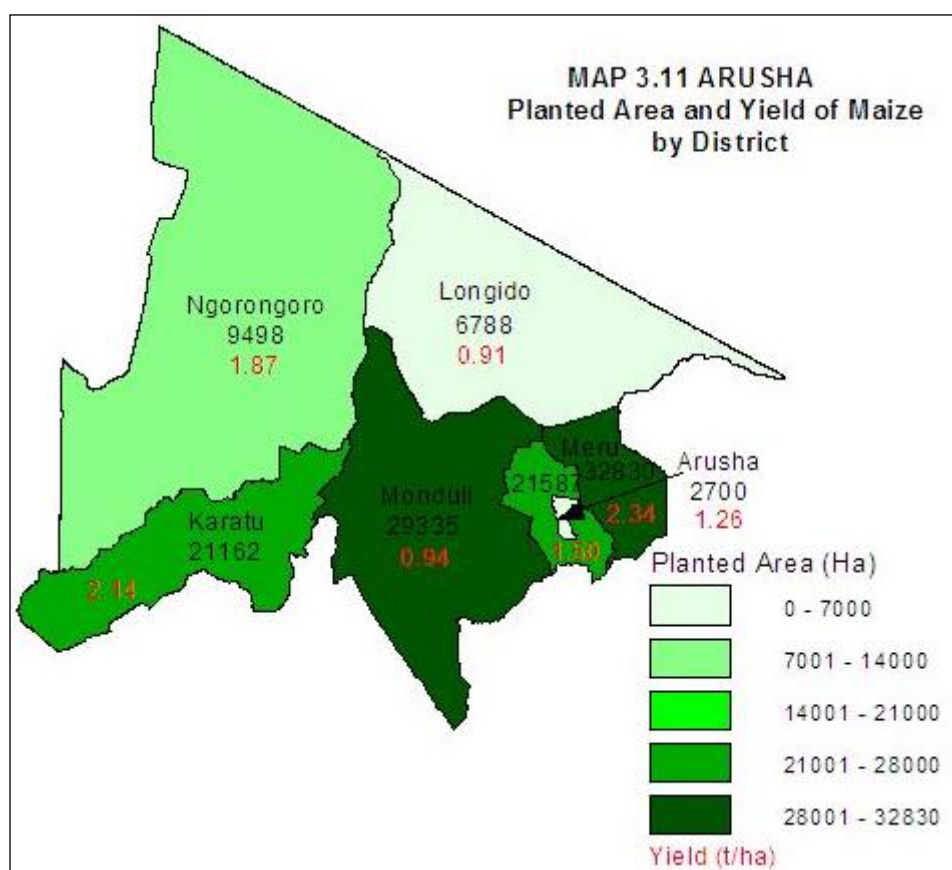 MAP 3.11 ARUSHA
Planted Area and Yield of Maize
by District
Ngorongoro
9498
1.87
Longido
6788
0.91
Meru
32830
2.34
21587
1.50
Arusha
2700
1.26
Monduli
29335
0.94
Karatu
21162
2.14
Planted Area (Ha)
0 - 7000
7001 - 14000
14001 - 21000
21001 - 28000
28001 - 32830
Yield (t/ha)